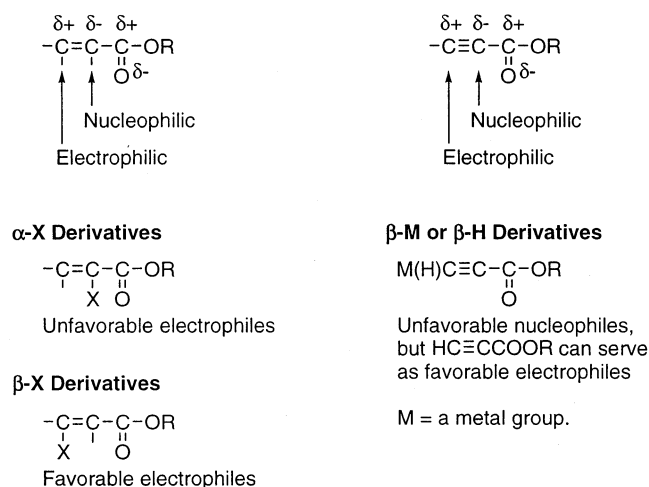 δ+ δ- δ+
-C=C-C-OR
O δ-
Nucleophilic
Electrophilic
δ+ δ- δ+
-C≡C-C-OR
O δ-
Nucleophilic
Electrophilic
α-X Derivatives
-C=C-C-OR
X O
Unfavorable electrophiles
β-X Derivatives
-C=C-C-OR
X O
Favorable electrophiles
β-M or β-H Derivatives
M(H)C≡C-C-OR
O
Unfavorable nucleophiles,
but HC≡CCOOR can serve
as favorable electrophiles
M = a metal group.